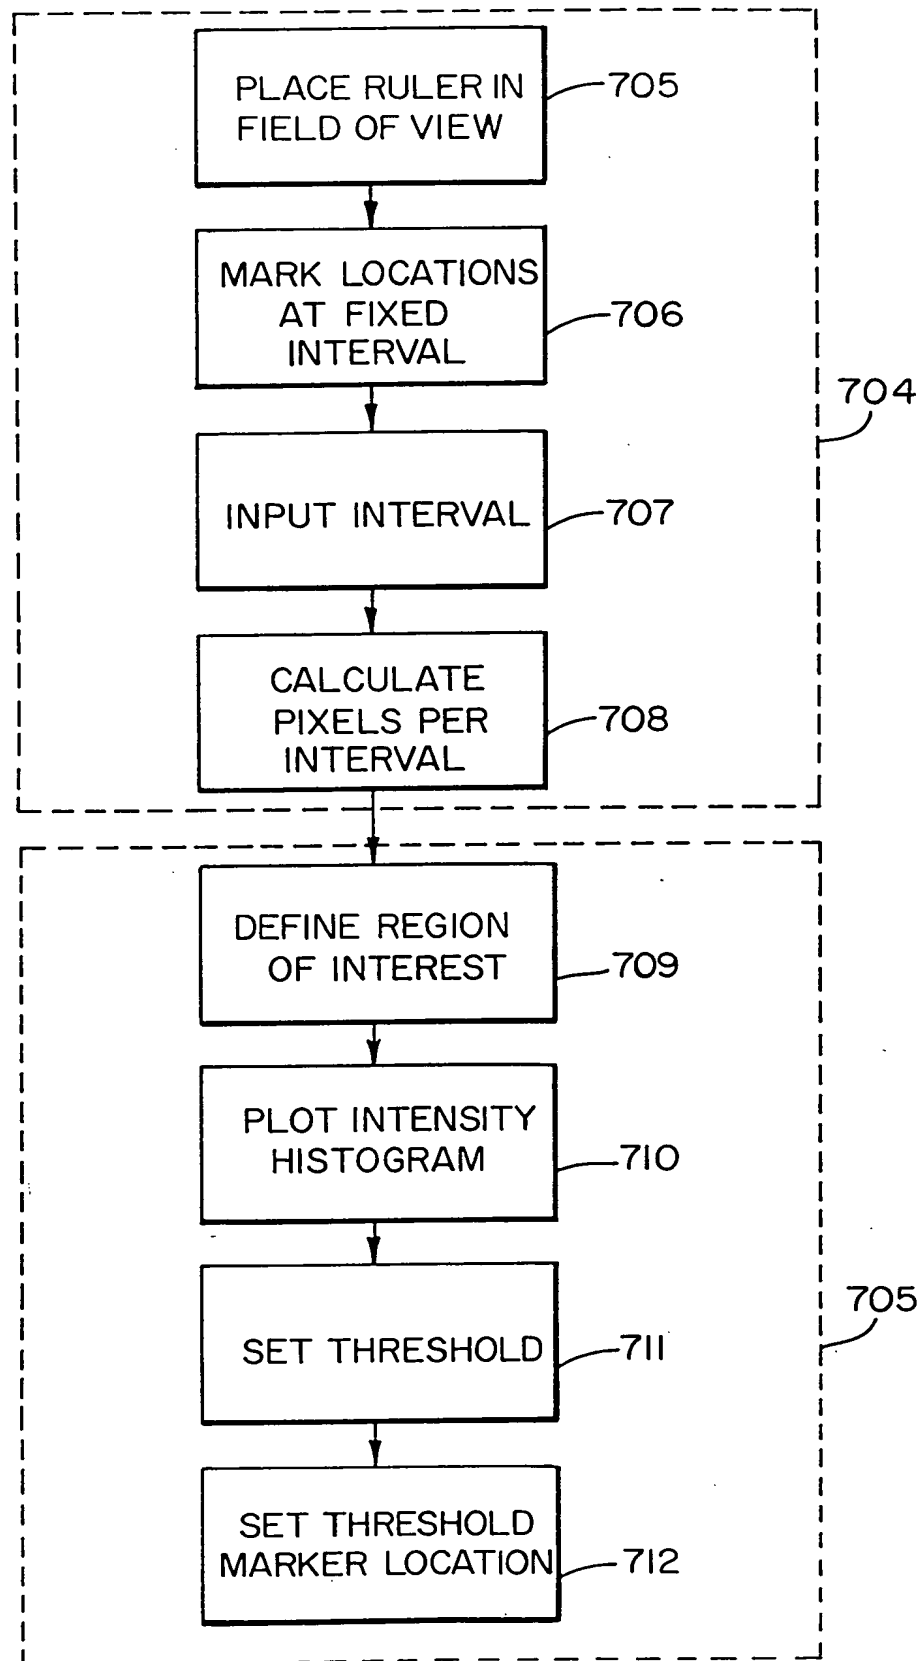 PLACE RULER IN
FIELD OF VIEW
705
MARK LOCATIONS
AT FIXED
INTERVAL
706
704
INPUT INTERVAL
707
CALCULATE
PIXELS PER
INTERVAL
708
DEFINE REGION
OF INTEREST
709
PLOT INTENSITY
HISTOGRAM
710
SET THRESHOLD
711
705
SET THRESHOLD
MARKER LOCATION
712